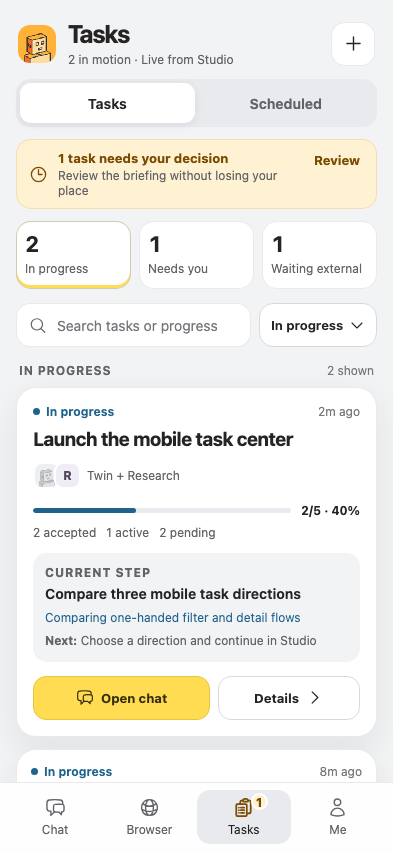 Tasks
2 in motion · Live from Studio
Tasks
Scheduled
1 task needs your decision
Review the briefing without losing your
place
Review
2
In progress
1
Needs you
1
Waiting external
Search tasks or progress
In progress
IN PROGRESS
2 shown
In progress
2m ago
Launch the mobile task center
R
Twin + Research
2/5 · 40%
2 accepted 1 active 2 pending
CURRENT STEP
Compare three mobile task directions
Comparing one-handed filter and detail flows
Next: Choose a direction and continue in Studio
Open chat
Details
In progress
8m ago
1
Chat
Browser
Tasks
Me